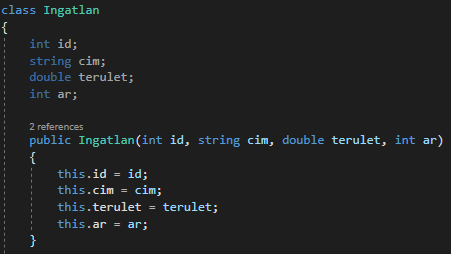 class Ingatlan
{
int id;
string cim;
double terulet;
int ar;
2 references
public Ingatlan(int id, string cim, double terulet, int ar)
{
this.id = id;
this.cim = cim;
this.terulet = terulet;
this.ar = ar;
}